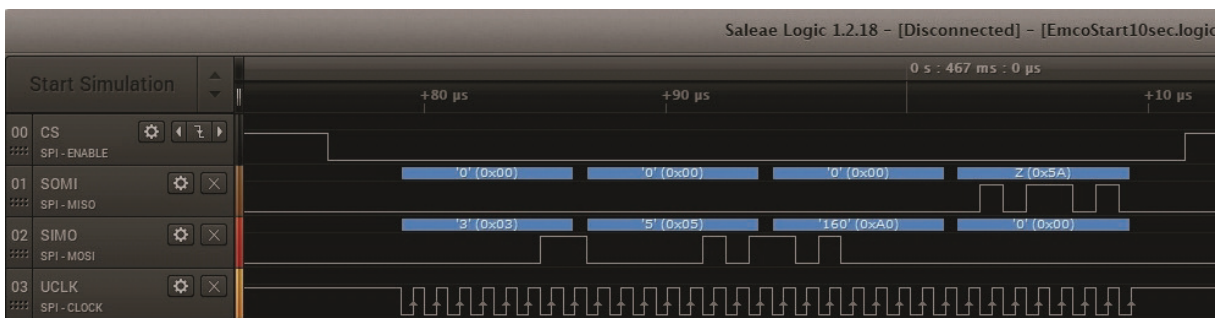 Saleae Logic 1.2.18 - [Disconnected] - [EmcoStart10sec.logic
Start Simulation
0 s : 467 ms : 0 µs
+80 µs
+90 µs
+10 µs
00 CS
SPI - ENABLE
'0' (0x00) '0' (0x00) '0' (0x00) Z (0x5A)
01 SOMI
SPI - MISO
'3' (0x03) '5' (0x05) '160' (0xA0) '0' (0x00)
02 SIMO
SPI - MOSI
03 UCLK
SPI - CLOCK